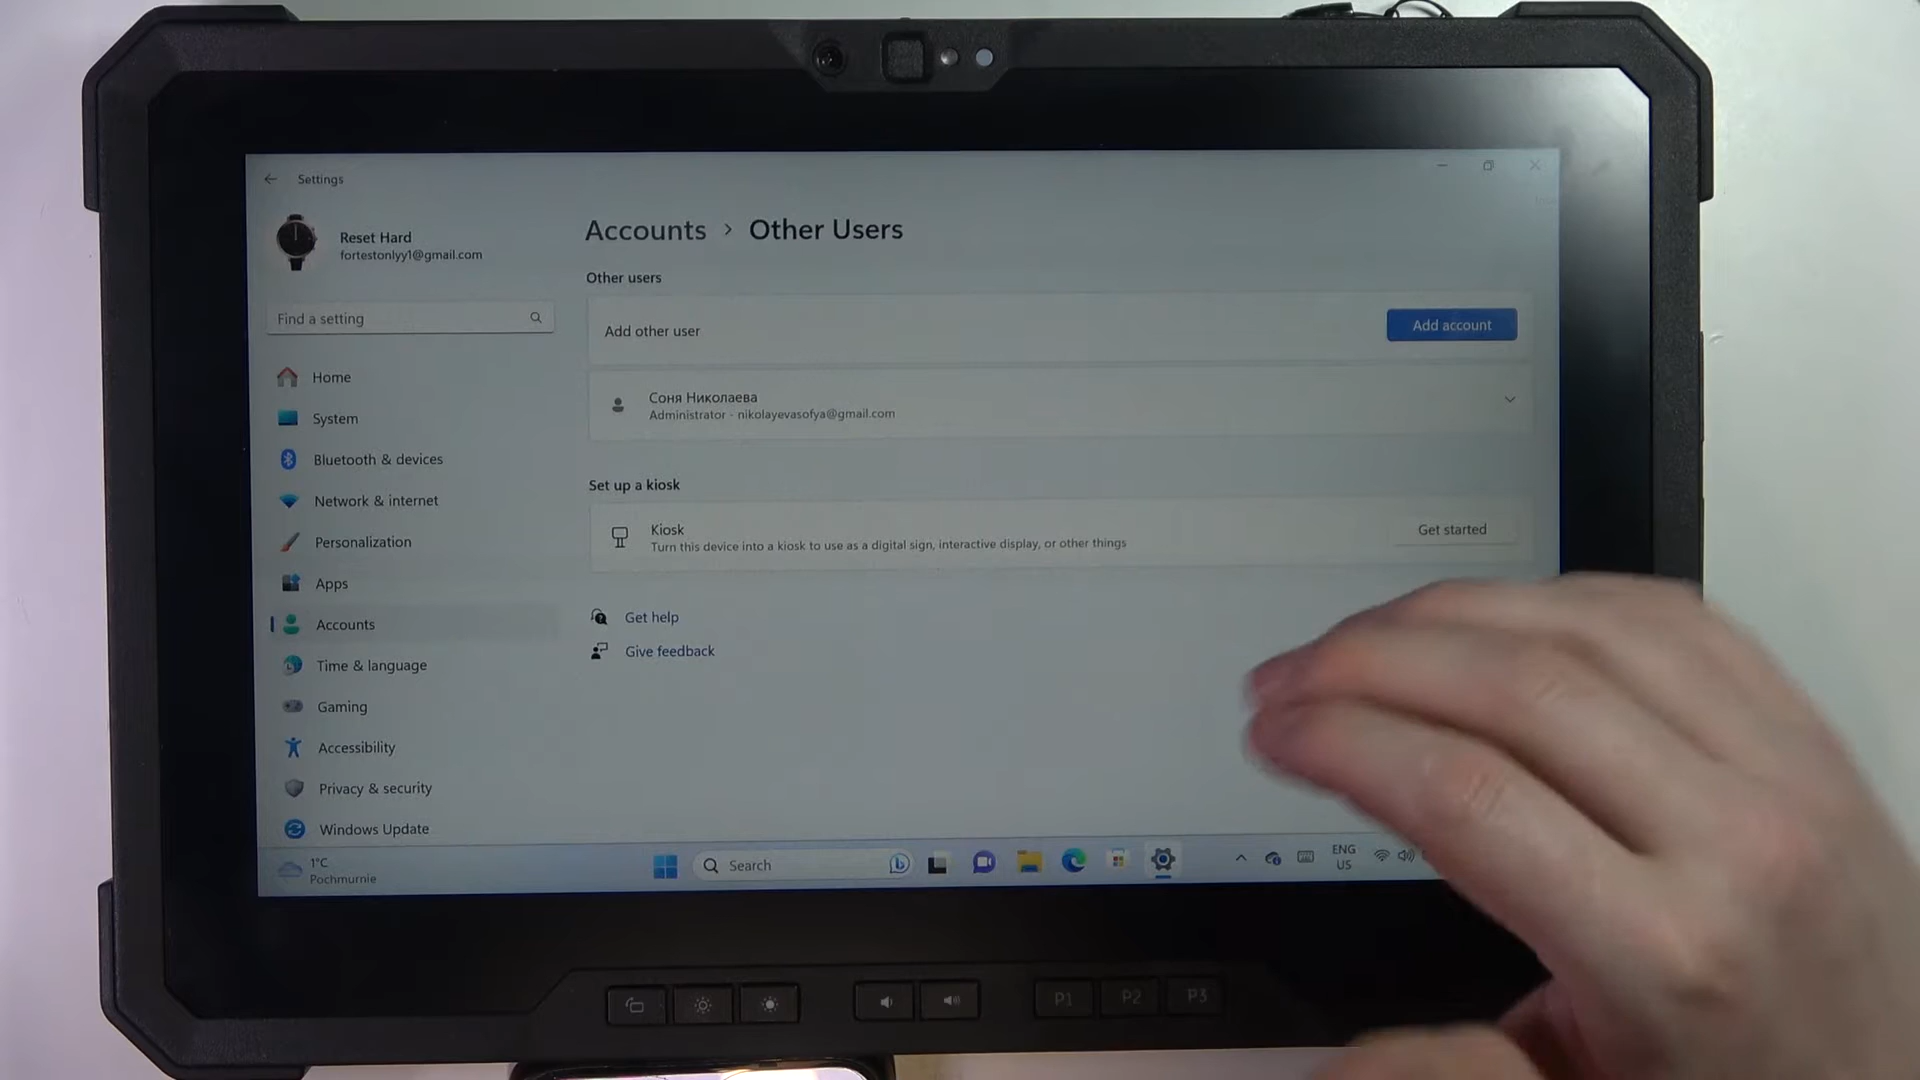 Settings
Reset Hard
fortestonlyy1@gmail.com
Find a setting
Home
System
Bluetooth & devices
Network & internet
Personalization
Apps
Accounts
Time & language
Gaming
Accessibility
Privacy & security
Windows Update
Accounts > Other Users
Other users
Add other user
Add account
Соня Николаева
Administrator - nikolayevasofya@gmail.com
Set up a kiosk
Kiosk
Turn this device into a kiosk to use as a digital sign, interactive display, or other things
Get started
Get help
Give feedback
1°C
Pochmurnie
Search
ENG
US
P1
P2
P3